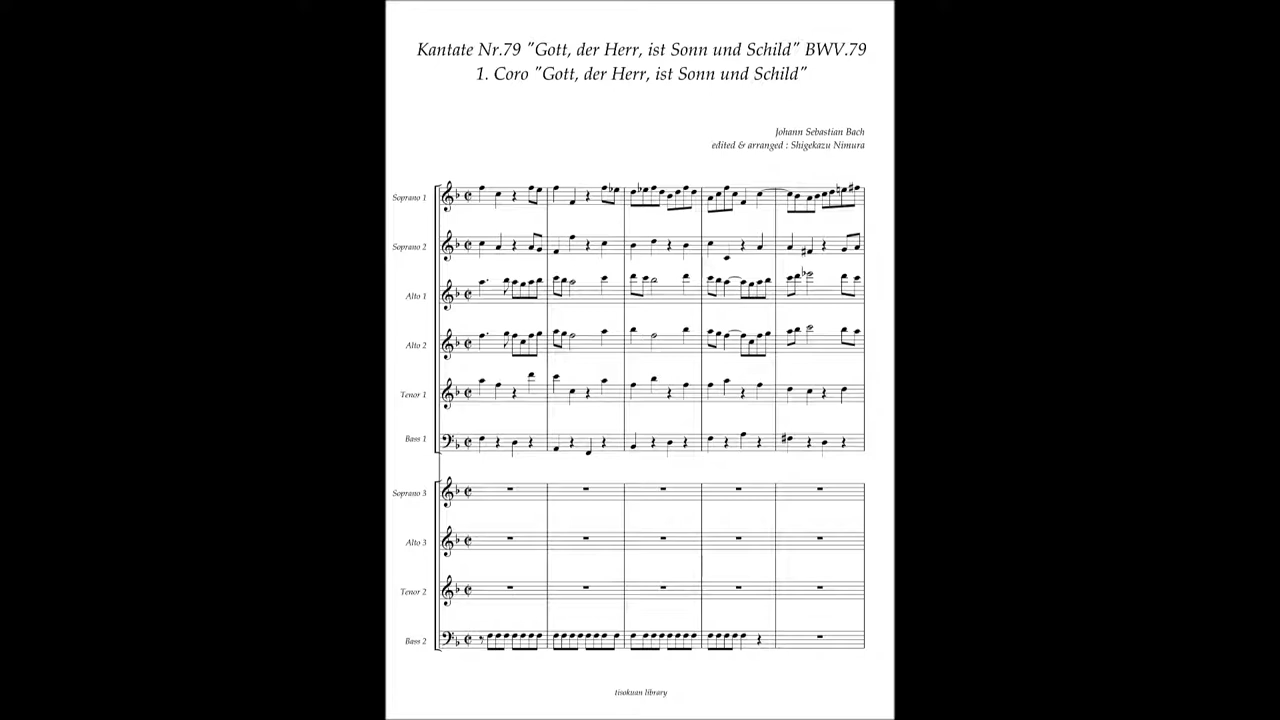 Kantate Nr.79 "Gott, der Herr, ist Sonn und Schild" BWV.79
1. Coro "Gott, der Herr, ist Sonn und Schild"
Johann Sebastian Bach
edited & arranged : Shigekazu Nimura
Soprano 1
Soprano 2
Alto 1
Alto 2
Tenor 1
Bass 1
Soprano 3
Alto 3
Tenor 2
Bass 2
tisokuan library